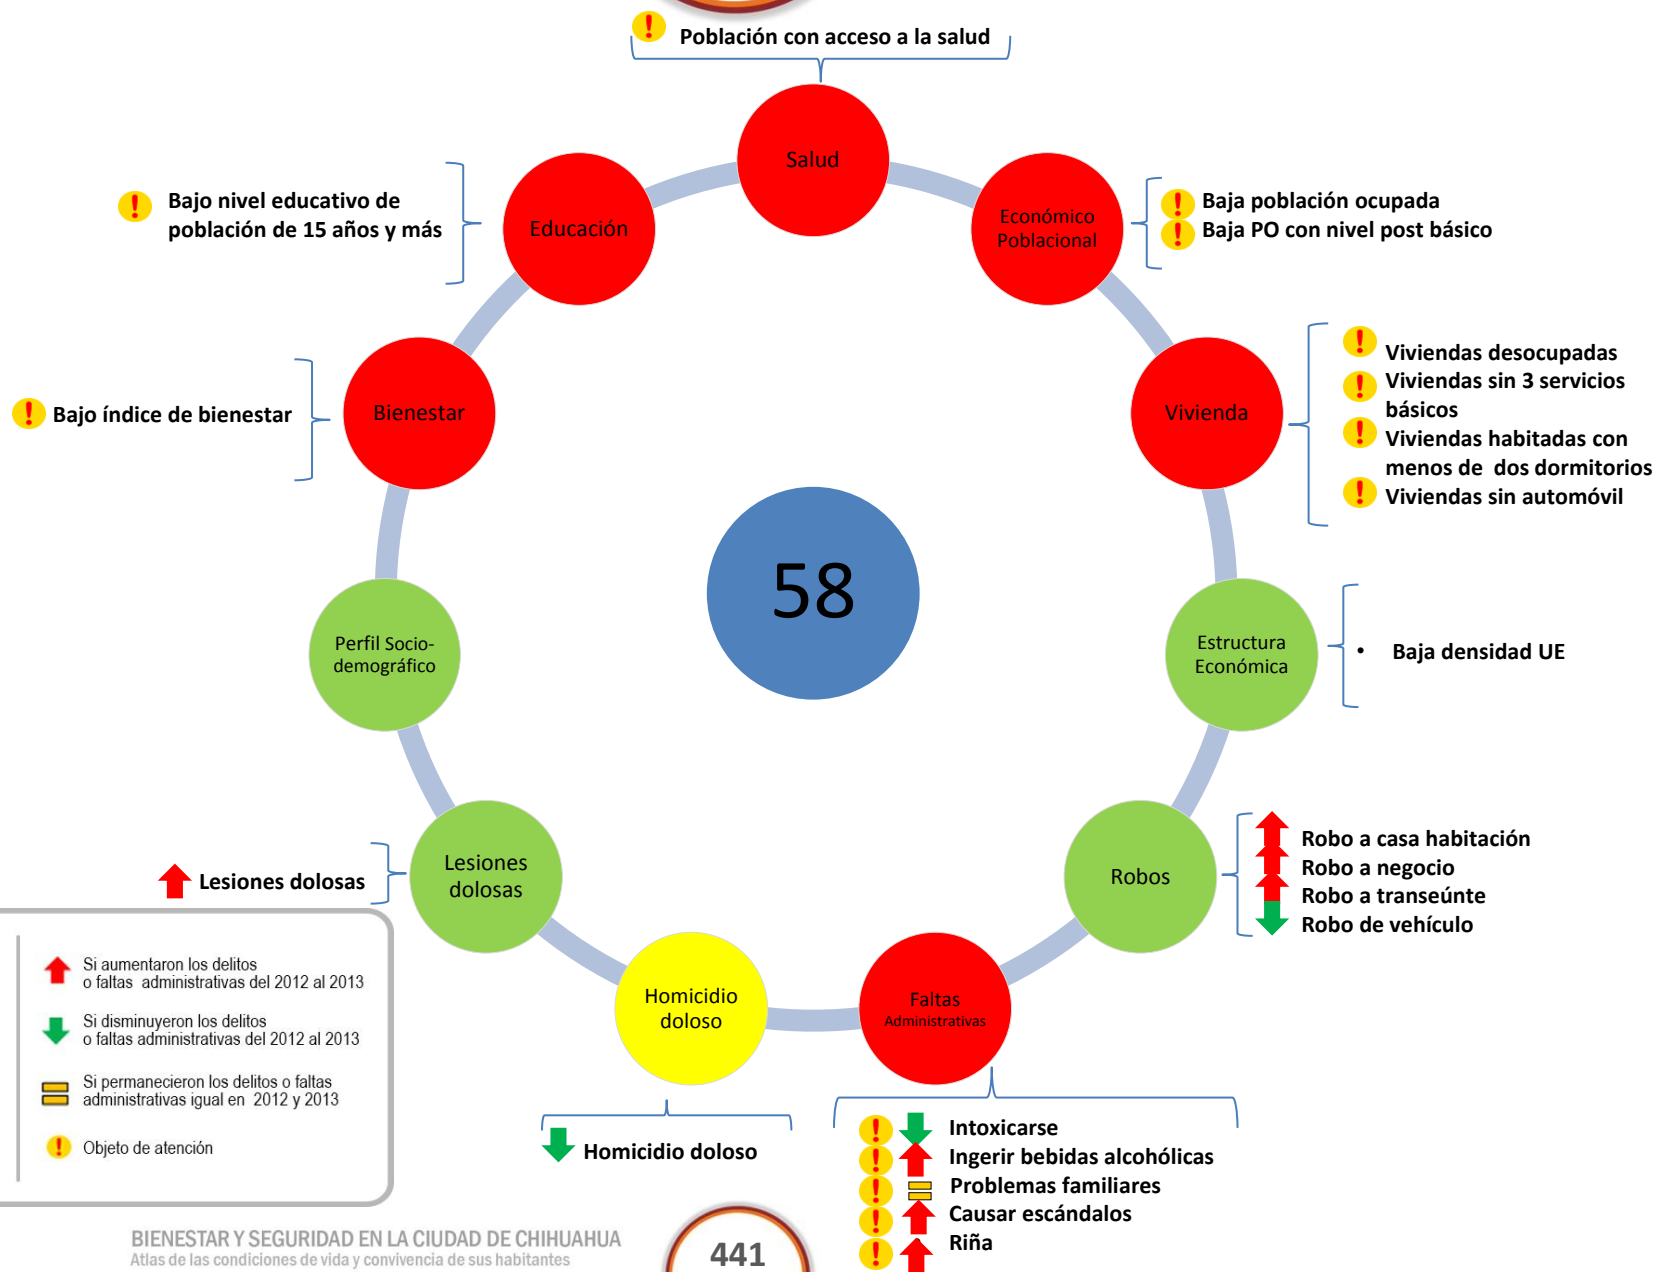 Población con acceso a la salud
Salud
Bajo nivel educativo de
población de 15 años y más
Educación
Económico
Poblacional
Baja población ocupada
Baja PO con nivel post básico
Bajo índice de bienestar
Bienestar
Vivienda
Viviendas desocupadas
Viviendas sin 3 servicios
básicos
Viviendas habitadas con
menos de dos dormitorios
Viviendas sin automóvil
58
Perfil Socio-
demográfico
Estructura
Económica
• Baja densidad UE
Lesiones dolosas
Lesiones
dolosas
Robos
Robo a casa habitación
Robo a negocio
Robo a transeúnte
Robo de vehículo
Homicidio
doloso
Faltas
Administrativas
Homicidio doloso
Intoxicarse
Ingerir bebidas alcohólicas
Problemas familiares
Causar escándalos
Riña
Si aumentaron los delitos
o faltas administrativas del 2012 al 2013
Si disminuyeron los delitos
o faltas administrativas del 2012 al 2013
Si permanecieron los delitos o faltas
administrativas igual en 2012 y 2013
Objeto de atención
BIENESTAR Y SEGURIDAD EN LA CIUDAD DE CHIHUAHUA
Atlas de las condiciones de vida y convivencia de sus habitantes
441